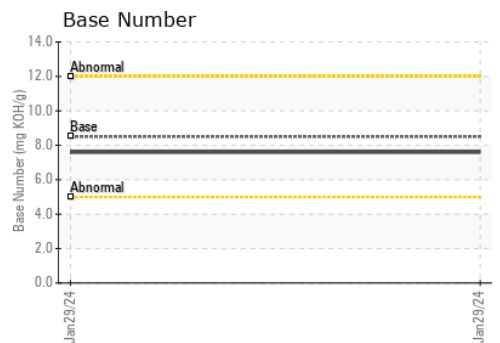 Base Number
Base Number (mg KOH/g)
14.0
12.0
10.0
8.0
6.0
4.0
2.0
0.0
Abnormal
Base
Abnormal
Jan29/24
Jan29/24